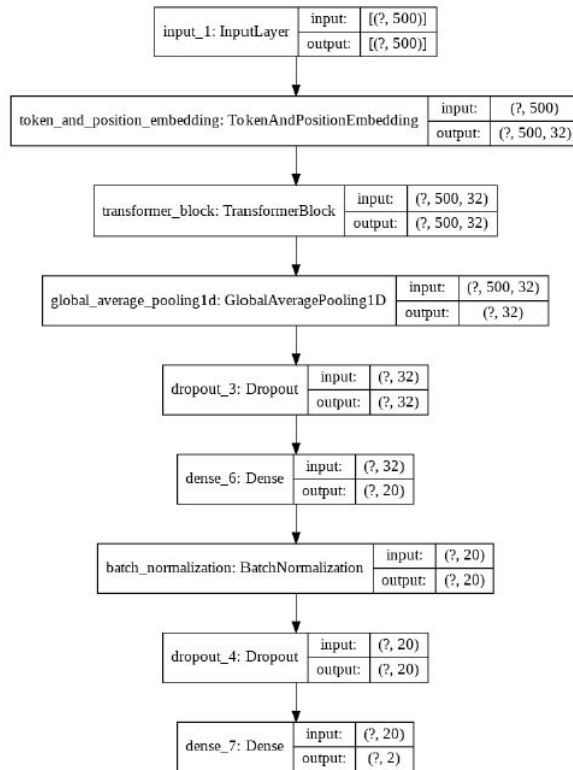 input_1: InputLayer
input: [(?, 500)]
output: [(?, 500)]
token_and_position_embedding: TokenAndPositionEmbedding
input: (?, 500)
output: (?, 500, 32)
transformer_block: TransformerBlock
input: (?, 500, 32)
output: (?, 500, 32)
global_average_pooling1d: GlobalAveragePooling1D
input: (?, 500, 32)
output: (?, 32)
dropout_3: Dropout
input: (?, 32)
output: (?, 32)
dense_6: Dense
input: (?, 32)
output: (?, 20)
batch_normalization: BatchNormalization
input: (?, 20)
output: (?, 20)
dropout_4: Dropout
input: (?, 20)
output: (?, 20)
dense_7: Dense
input: (?, 20)
output: (?, 2)